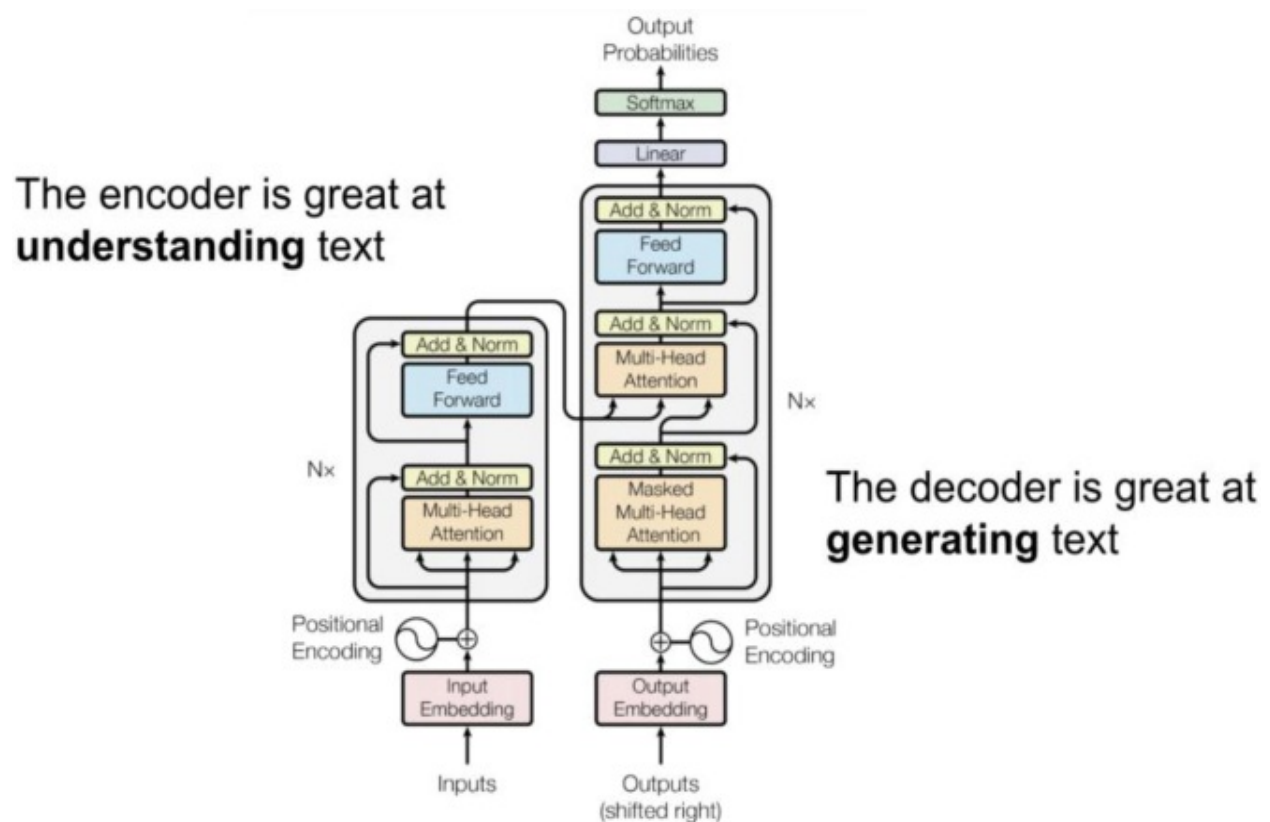 Output
Probabilities
Softmax
Linear
The encoder is great at
understanding text
Add & Norm
Feed
Forward
Add & Norm
Multi-Head
Attention
Add & Norm
Masked
Multi-Head
Attention
Nx
The decoder is great at
generating text
Add & Norm
Feed
Forward
Add & Norm
Multi-Head
Attention
Nx
Positional
Encoding
Positional
Encoding
Input
Embedding
Output
Embedding
Inputs
Outputs
(shifted right)